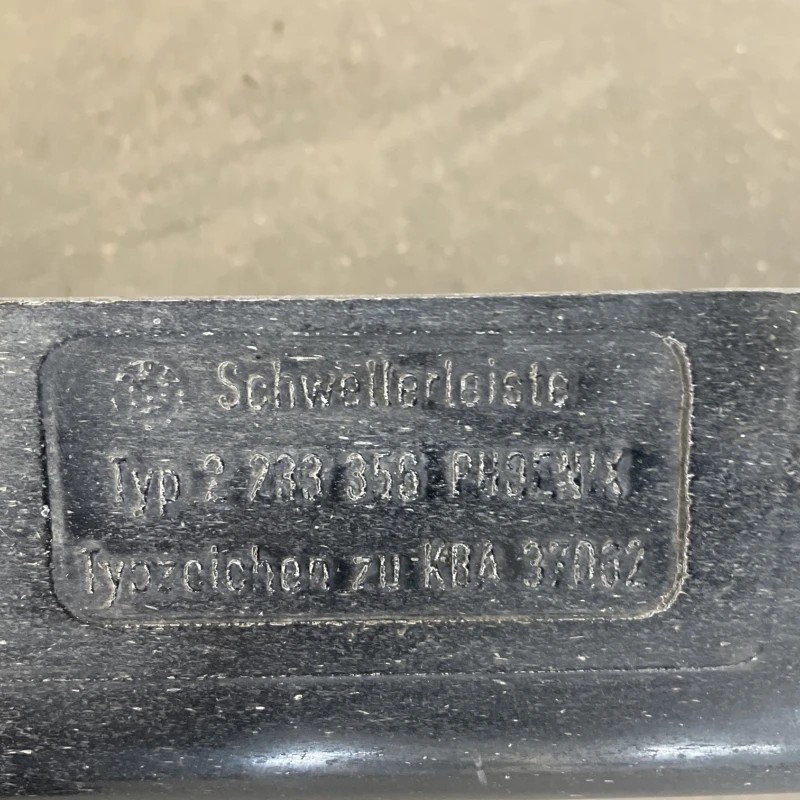 Schwellerleiste
Typ 2 233 356 PHOENIX
Typzeichen zu KBA 37062